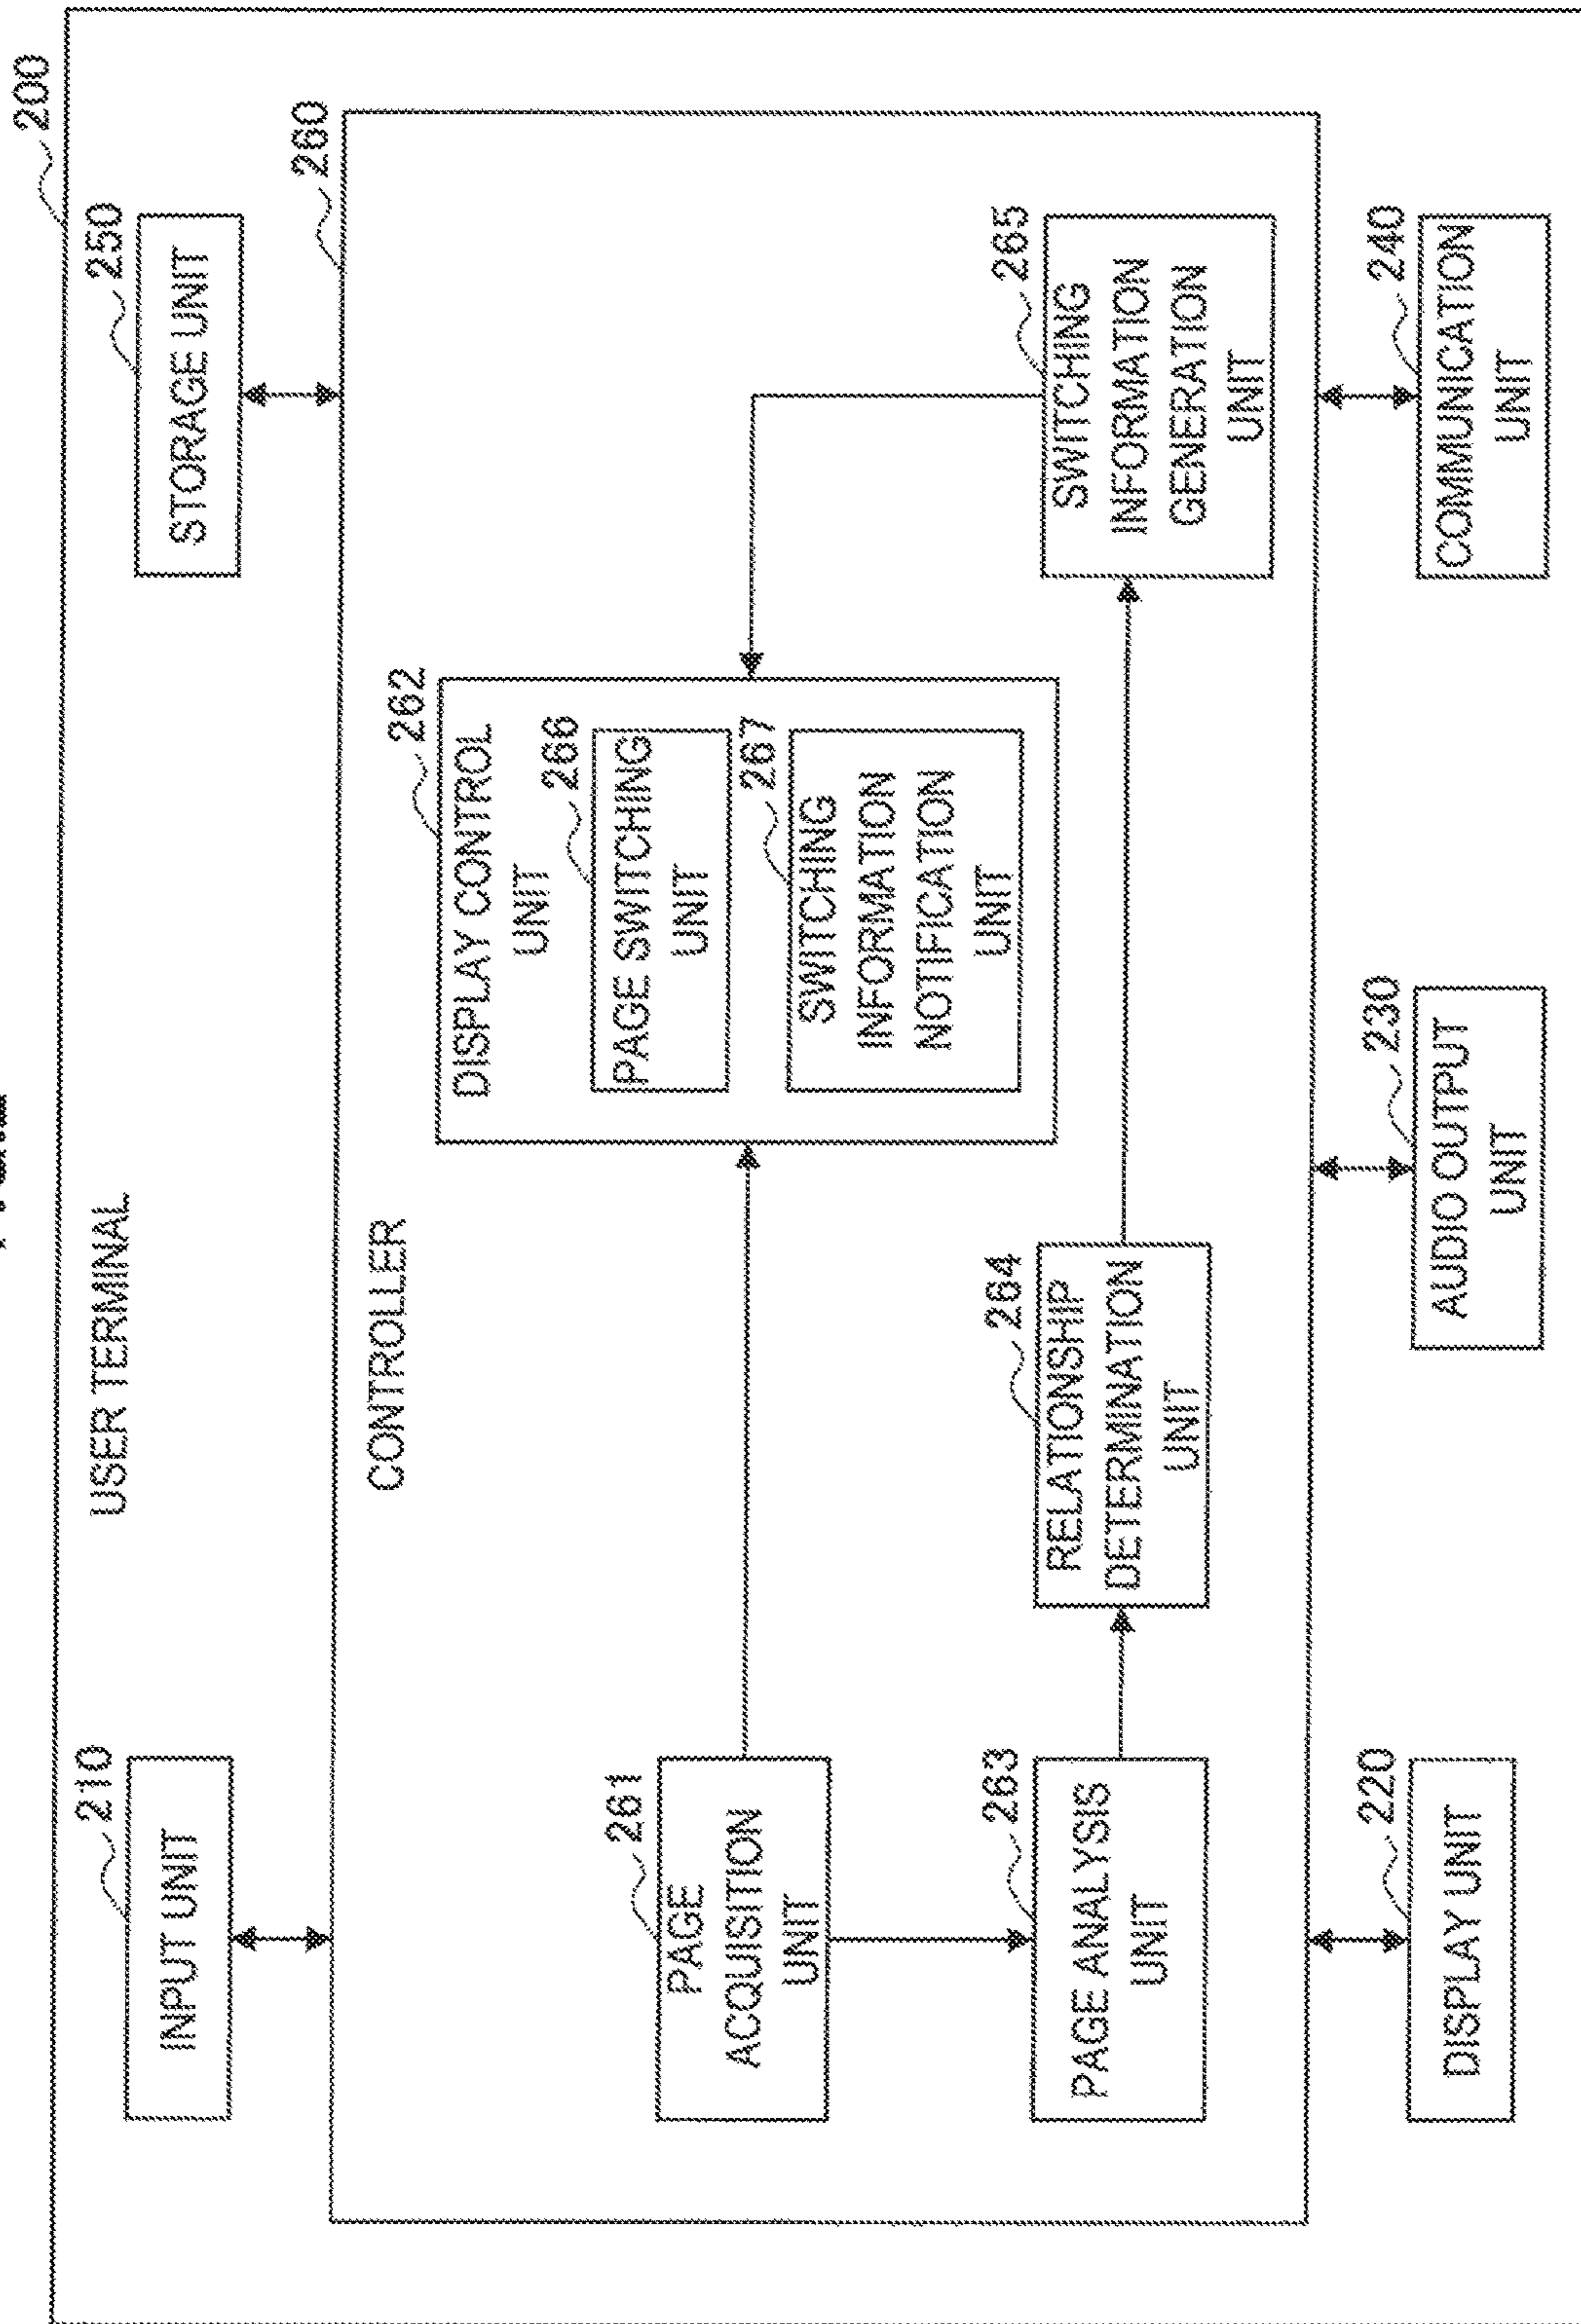 200
USER TERMINAL
210
INPUT UNIT
250
STORAGE UNIT
260
CONTROLLER
261
PAGE
ACQUISITION
UNIT
262
DISPLAY CONTROL
UNIT
266
PAGE SWITCHING
UNIT
267
SWITCHING
INFORMATION
NOTIFICATION
UNIT
263
PAGE ANALYSIS
UNIT
264
RELATIONSHIP
DETERMINATION
UNIT
265
SWITCHING
INFORMATION
GENERATION
UNIT
220
DISPLAY UNIT
230
AUDIO OUTPUT
UNIT
240
COMMUNICATION
UNIT